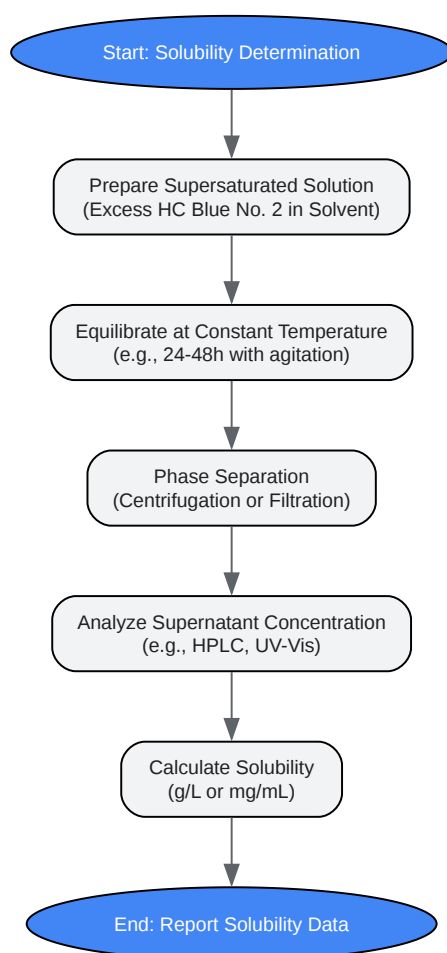 Start: Solubility Determination
Prepare Supersaturated Solution
(Excess HC Blue No. 2 in Solvent)
Equilibrate at Constant Temperature
(e.g., 24-48h with agitation)
Phase Separation
(Centrifugation or Filtration)
Analyze Supernatant Concentration
(e.g., HPLC, UV-Vis)
Calculate Solubility
(g/L or mg/mL)
End: Report Solubility Data